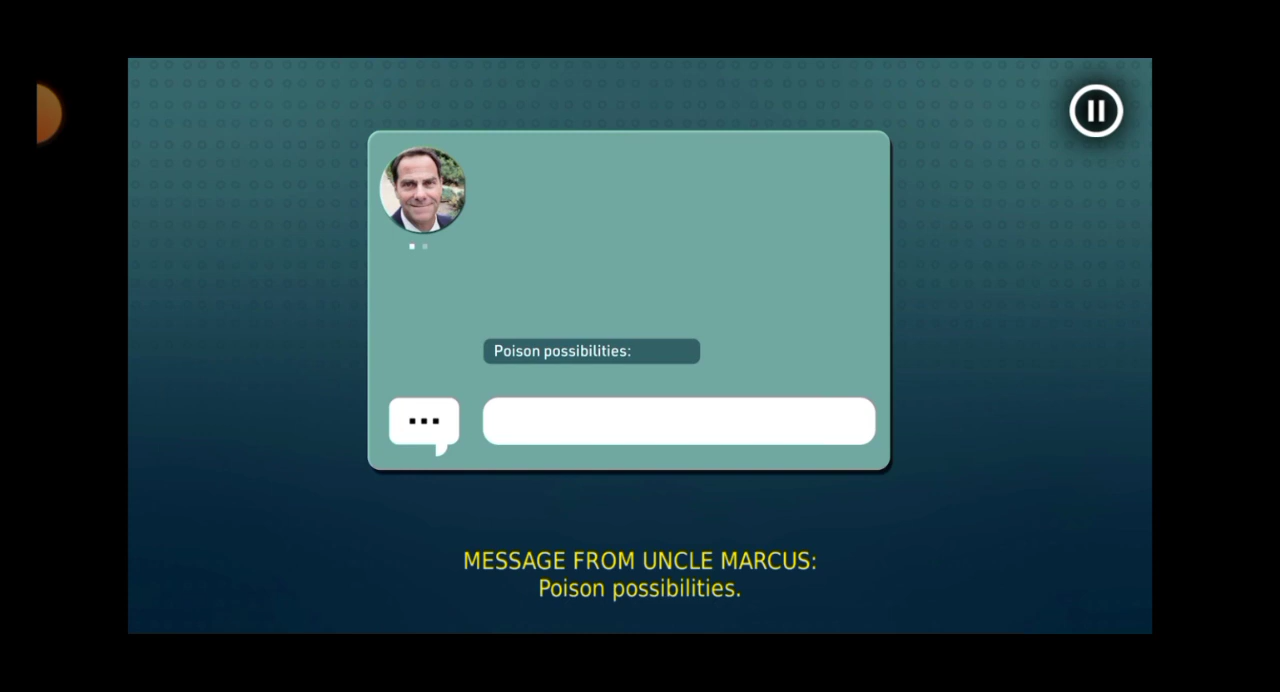 Poison possibilities:
MESSAGE FROM UNCLE MARCUS:
Poison possibilities.